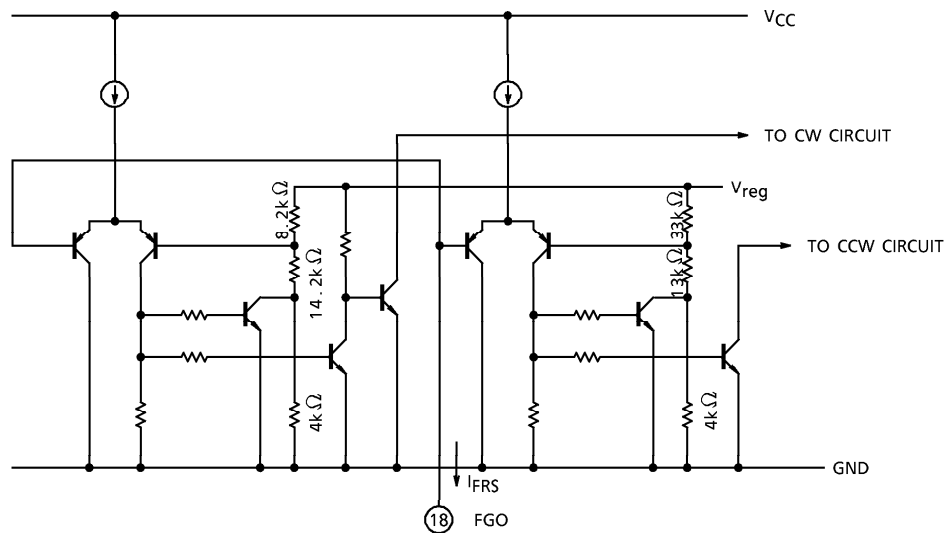 VCC
TO CW CIRCUIT
Vreg
8.2kΩ
33kΩ
TO CCW CIRCUIT
14.2kΩ
13kΩ
4kΩ
4kΩ
GND
IFRS
18 FGO